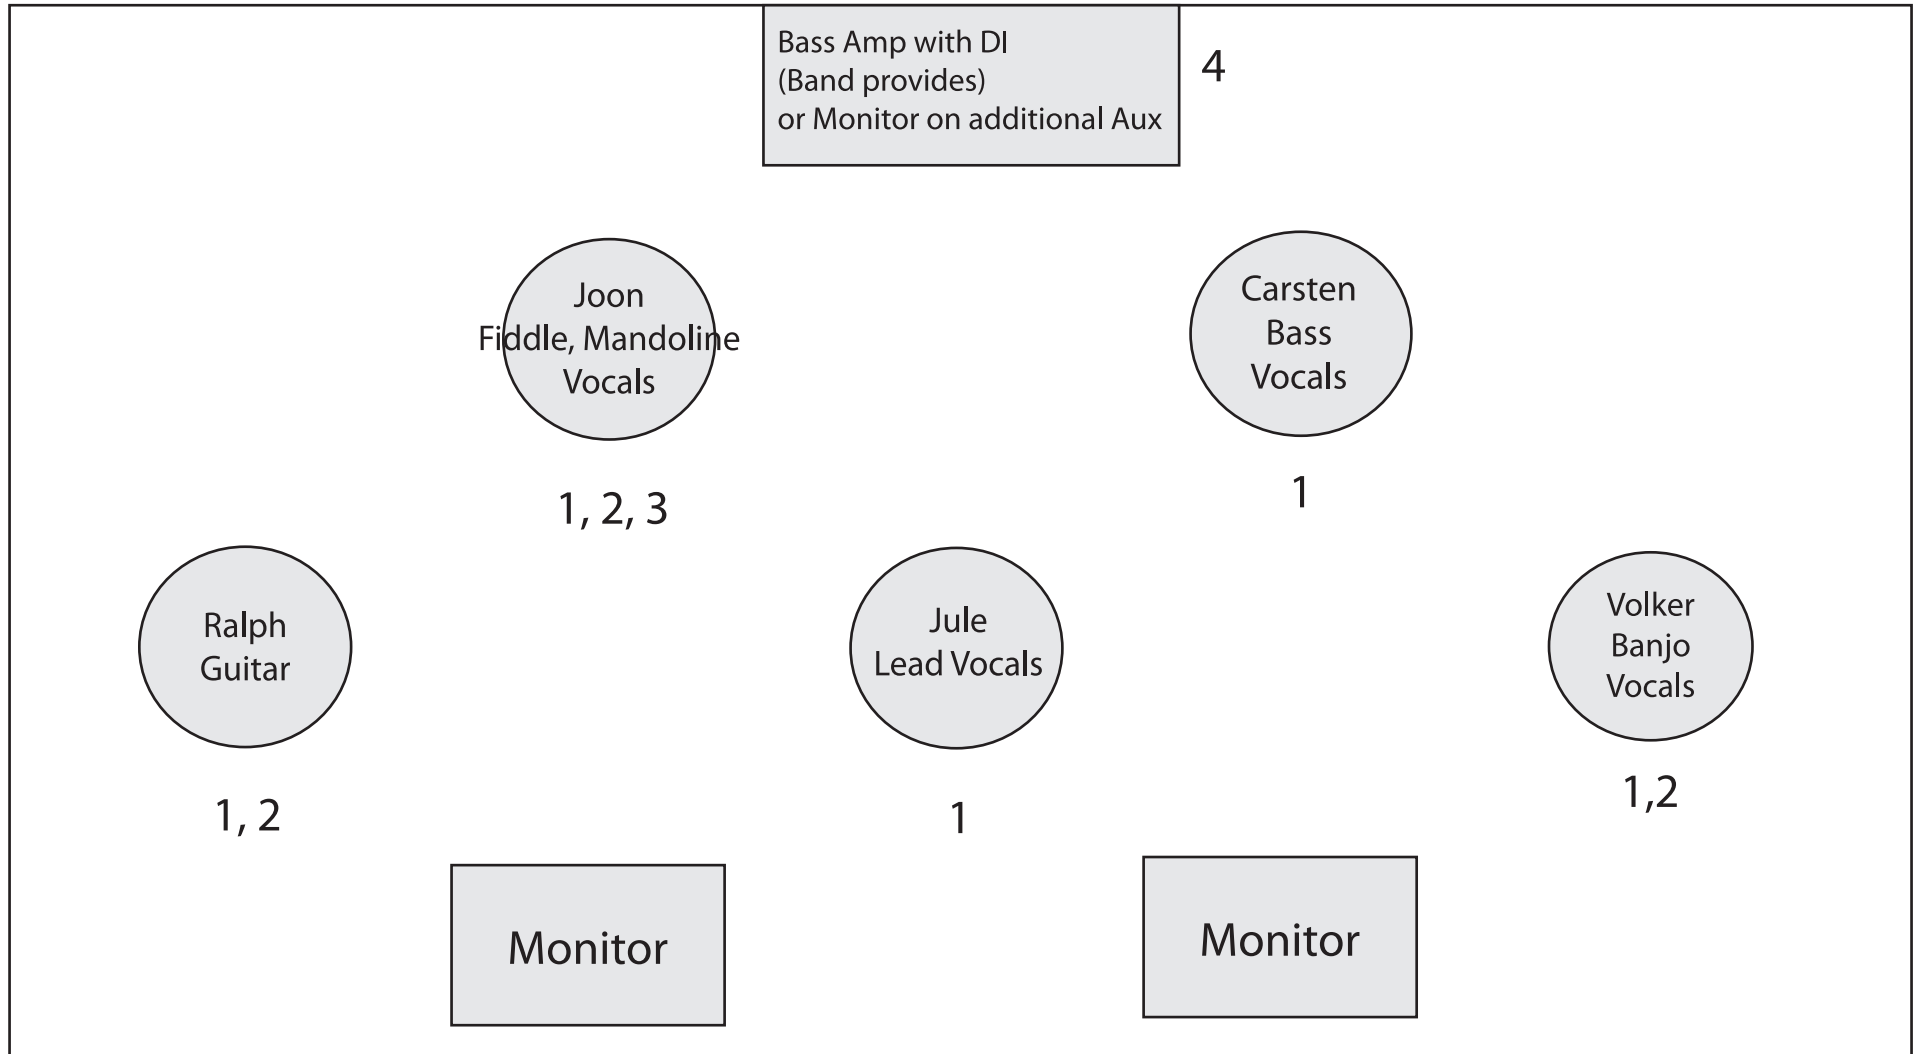 Bass Amp with DI
(Band provides)
or Monitor on additional Aux
4
Joon
Fiddle, Mandoline
Vocals
1, 2, 3
Carsten
Bass
Vocals
1
Ralph
Guitar
1, 2
Jule
Lead Vocals
1
Volker
Banjo
Vocals
1,2
Monitor
Monitor